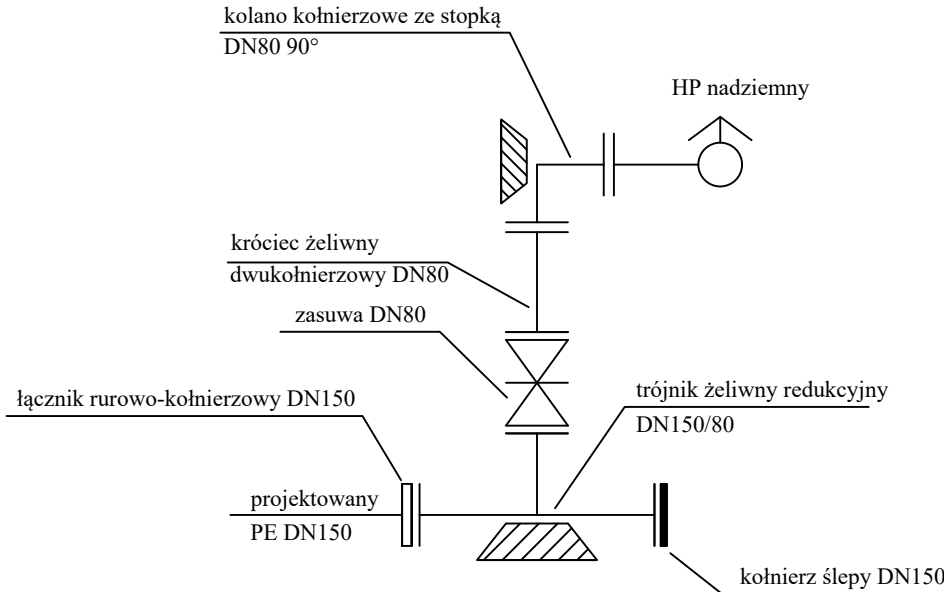 kolano kołnierzowe ze stopką
DN80 90°
HP nadziemny
króciec żeliwny
dwukołnierzowy DN80
zasuwa DN80
łącznik rurowo-kołnierzowy DN150
trójnik żeliwny redukcyjny
DN150/80
projektowany
PE DN150
kołnierz ślepy DN150